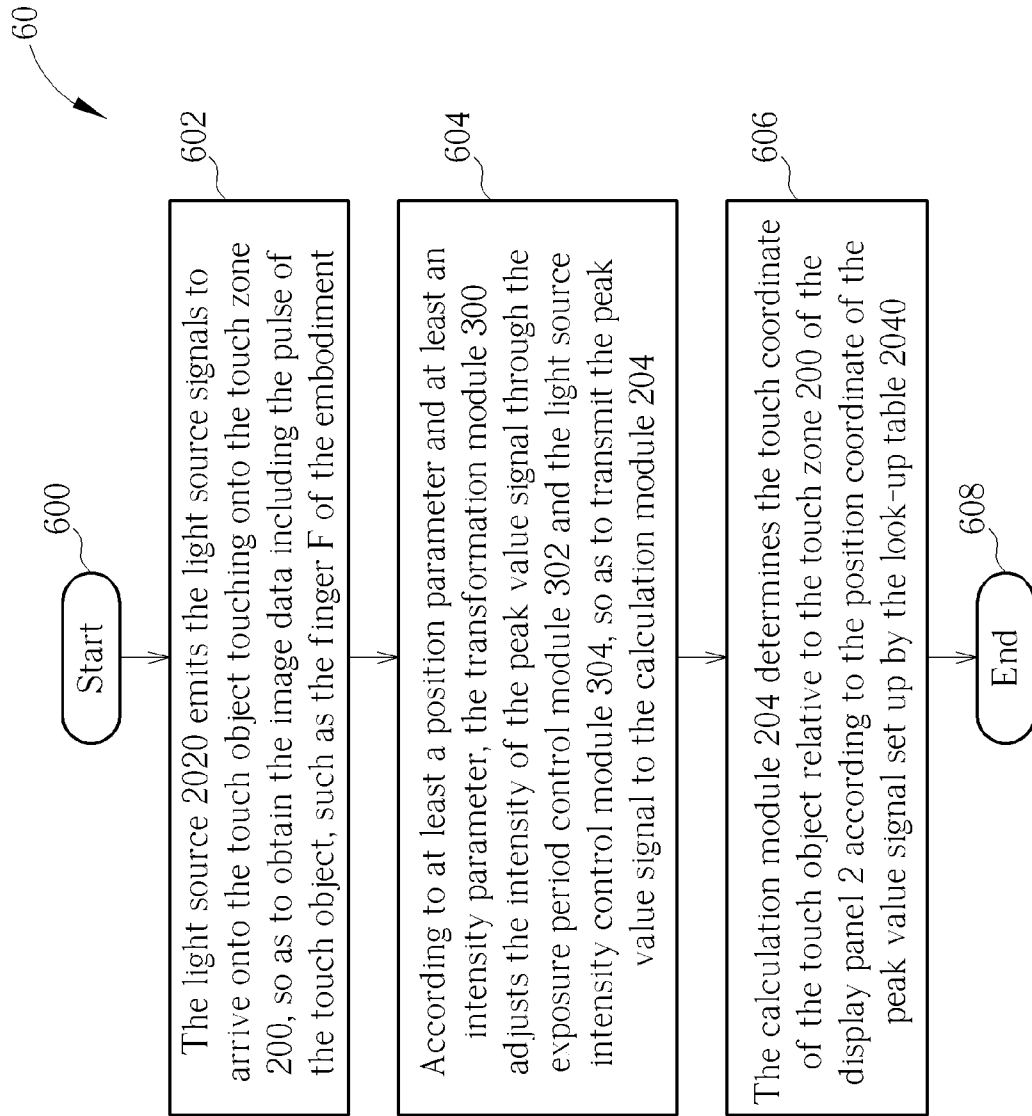 60
Start
600
The light source 2020 emits the light source signals to
arrive onto the touch object touching onto the touch zone
200, so as to obtain the image data including the pulse of
the touch object, such as the finger F of the embodiment
602
According to at least a position parameter and at least an
intensity parameter, the transformation module 300
adjusts the intensity of the peak value signal through the
exposure period control module 302 and the light source
intensity control module 304, so as to transmit the peak
value signal to the calculation module 204
604
The calculation module 204 determines the touch coordinate
of the touch object relative to the touch zone 200 of the
display panel 2 according to the position coordinate of the
peak value signal set up by the look-up table 2040
606
End
608